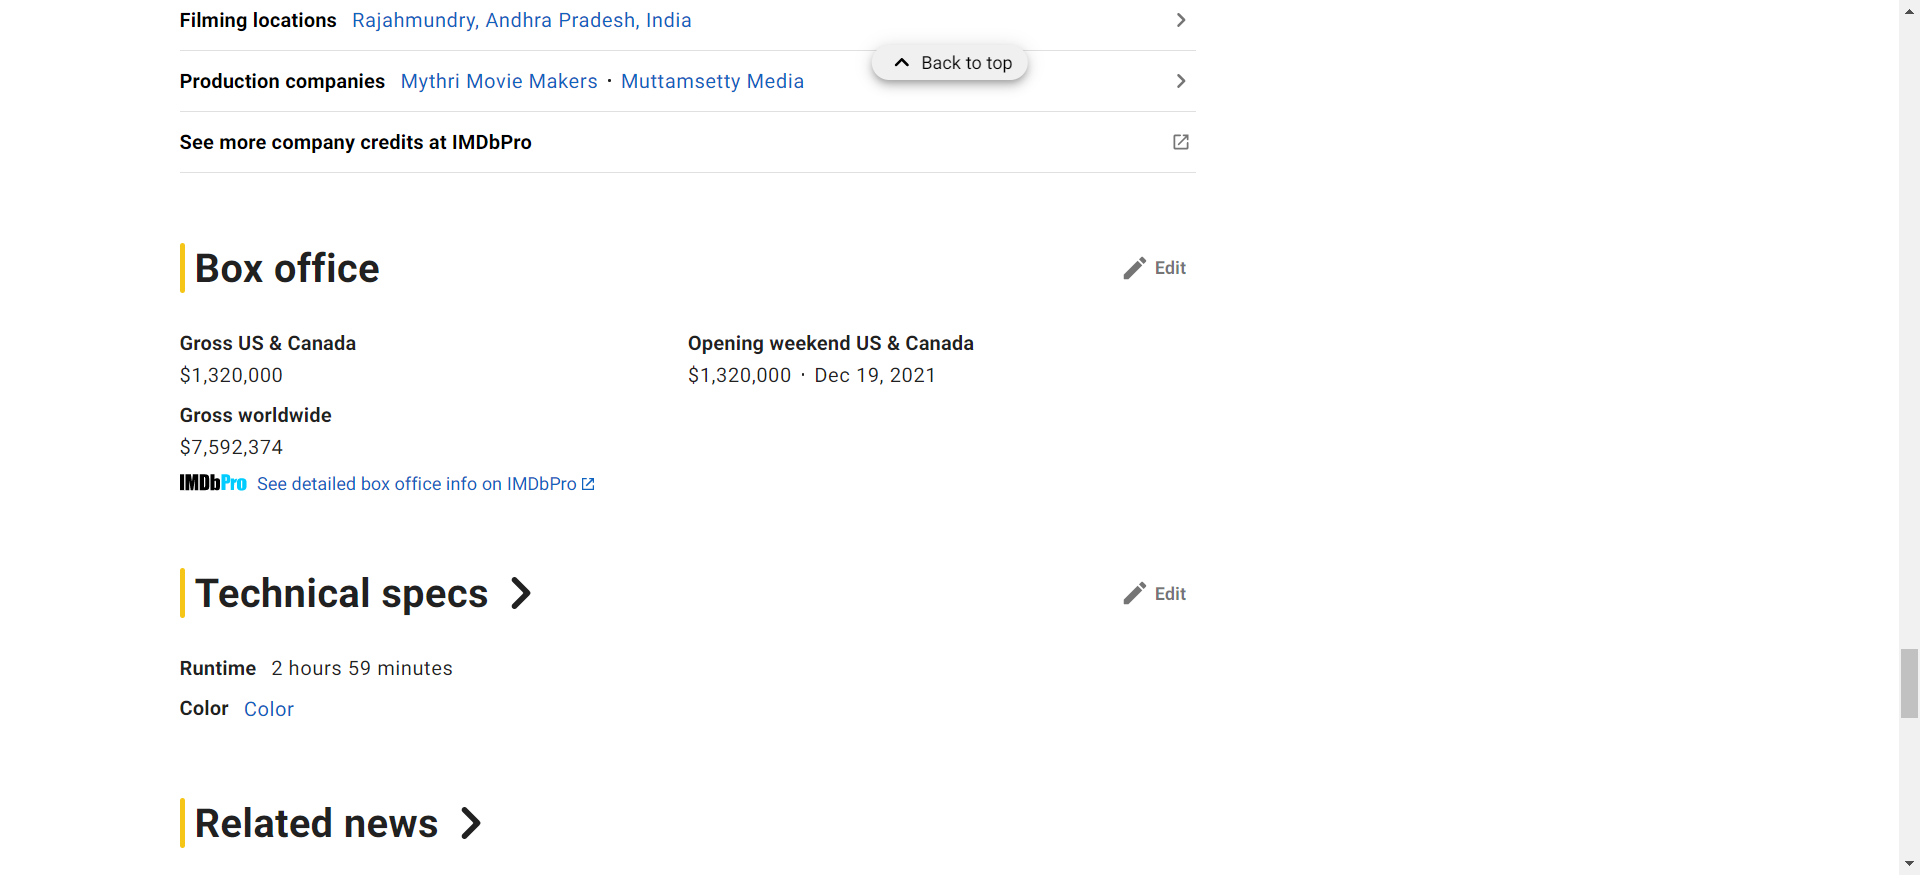 Filming locations Rajahmundry, Andhra Pradesh, India
Back to top
Production companies Mythri Movie Makers · Muttamsetty Media
See more company credits at IMDbPro
Box office
Edit
Gross US & Canada
$1,320,000
Opening weekend US & Canada
$1,320,000 · Dec 19, 2021
Gross worldwide
$7,592,374
IMDbPro See detailed box office info on IMDbPro
Technical specs
Edit
Runtime 2 hours 59 minutes
Color Color
Related news